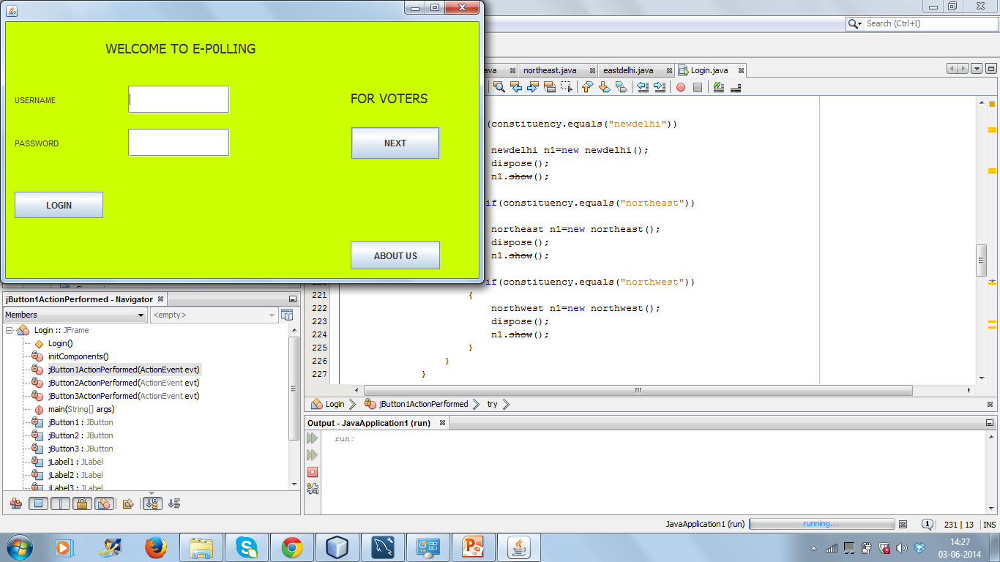 WELCOME TO E-P0LLING
USERNAME
FOR VOTERS
PASSWORD
NEXT
LOGIN
ABOUT US
Search (Ctrl+I)
ava
northeast.java
eastdelhi.java
Login.java
(constituency.equals("newdelhi"))
newdelhi n1=new newdelhi();
dispose();
n1.show();
if(constituency.equals("northeast"))
northeast n1=new northeast();
dispose();
n1.show();
if(constituency.equals("northwest"))
221 {
222 northwest n1=new northwest();
223 dispose();
224 n1.show();
225 }
226 }
227 }
jButton1ActionPerformed - Navigator
Members
<empty>
Login :: JFrame
Login()
initComponents()
jButton1ActionPerformed(ActionEvent evt)
jButton2ActionPerformed(ActionEvent evt)
jButton3ActionPerformed(ActionEvent evt)
main(String[] args)
jButton1 : JButton
jButton2 : JButton
jButton3 : JButton
jLabel1 : JLabel
jLabel2 : JLabel
jLabel3 : JLabel
Login
jButton1ActionPerformed
try
Output - JavaApplication1 (run)
run:
JavaApplication1 (run)
running...
1
231 | 13
INS
14:27
03-06-2014